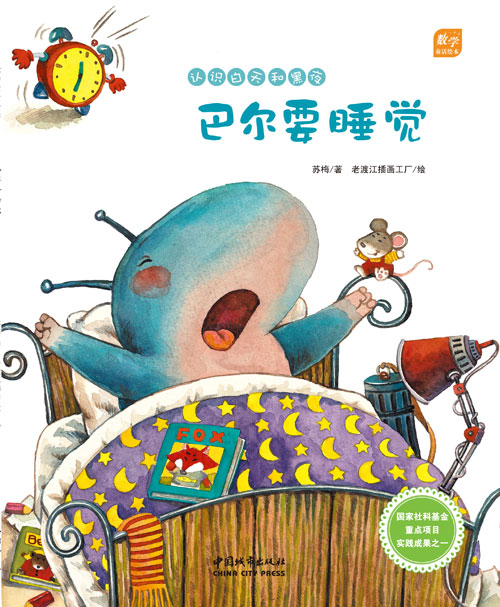 数学
童话绘本
认识白天和黑夜
巴尔要睡觉
苏梅/著 老渡江插画工厂/绘
FOX
Be
国家社科基金
重点项目
实践成果之一
中国城市出版社
CHINA CITY PRESS